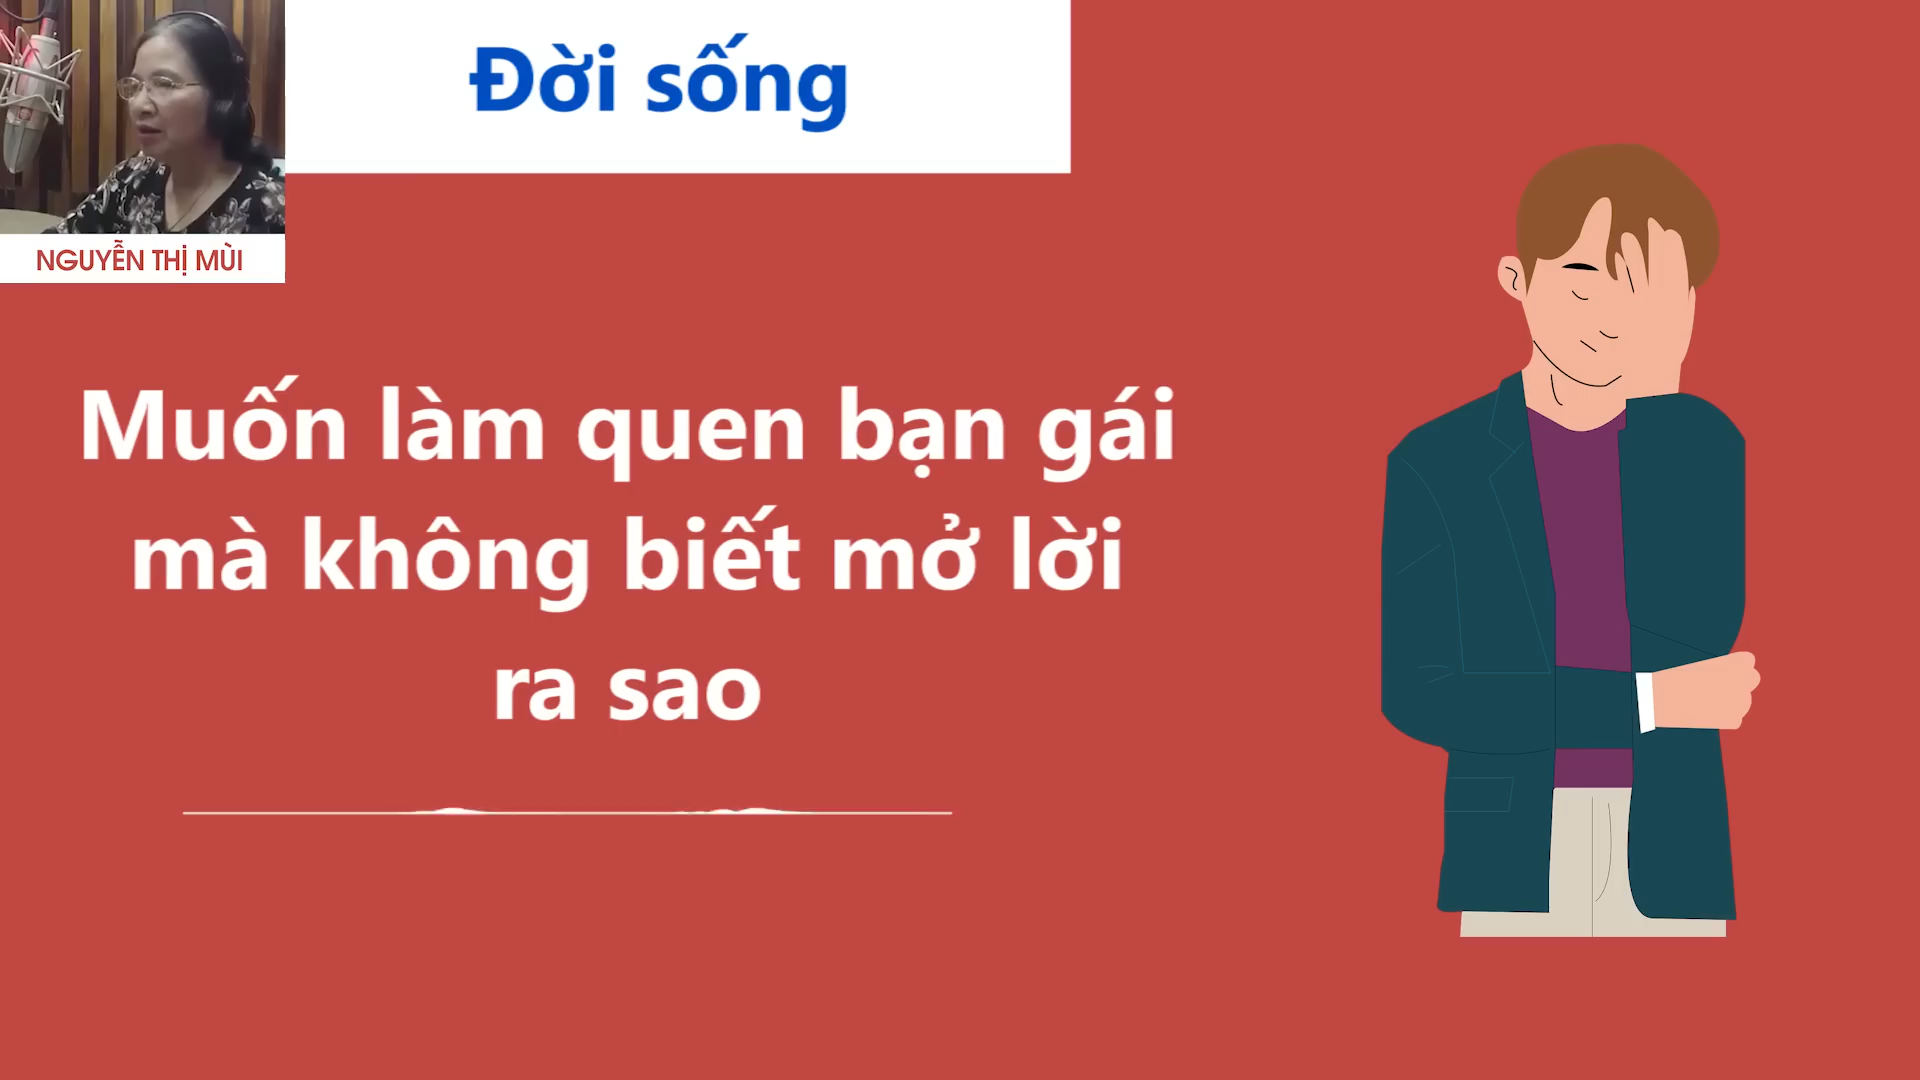 Đời sống
NGUYỄN THỊ MÙI
Muốn làm quen bạn gái
mà không biết mở lời
ra sao